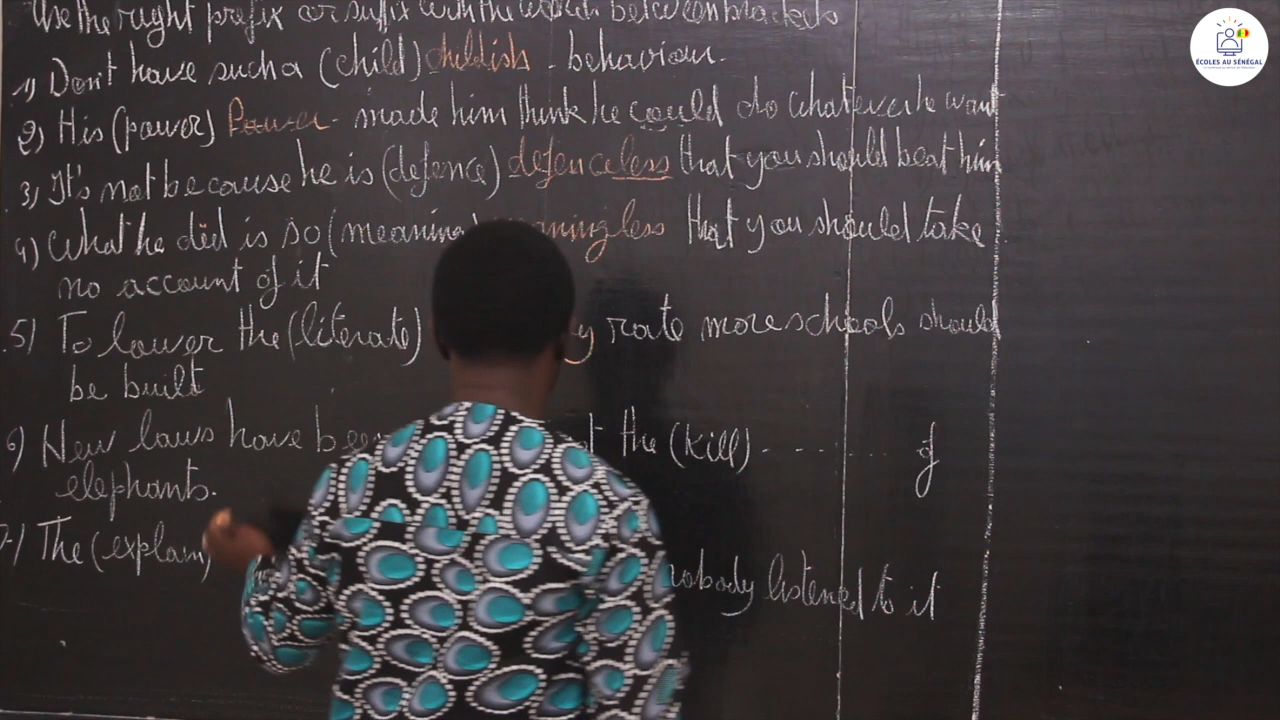 Use the right prefix or suffix with the words between brackets
1) Don't have such a (child) childish - behaviour.
2) His (power) Power - made him think he could do whatever he want
3) It's not because he is (defence) defenceless that you should beat him
4) What he did is so (meaning) aningless that you should take
no account of it
5) To lower the (literate) y rate more schools should
be built
6) New laws have bee t the (kill) - - - - - - - - of
elephants.
7-) The (explain) nobody listened to it
ÉCOLES AU SÉNÉGAL